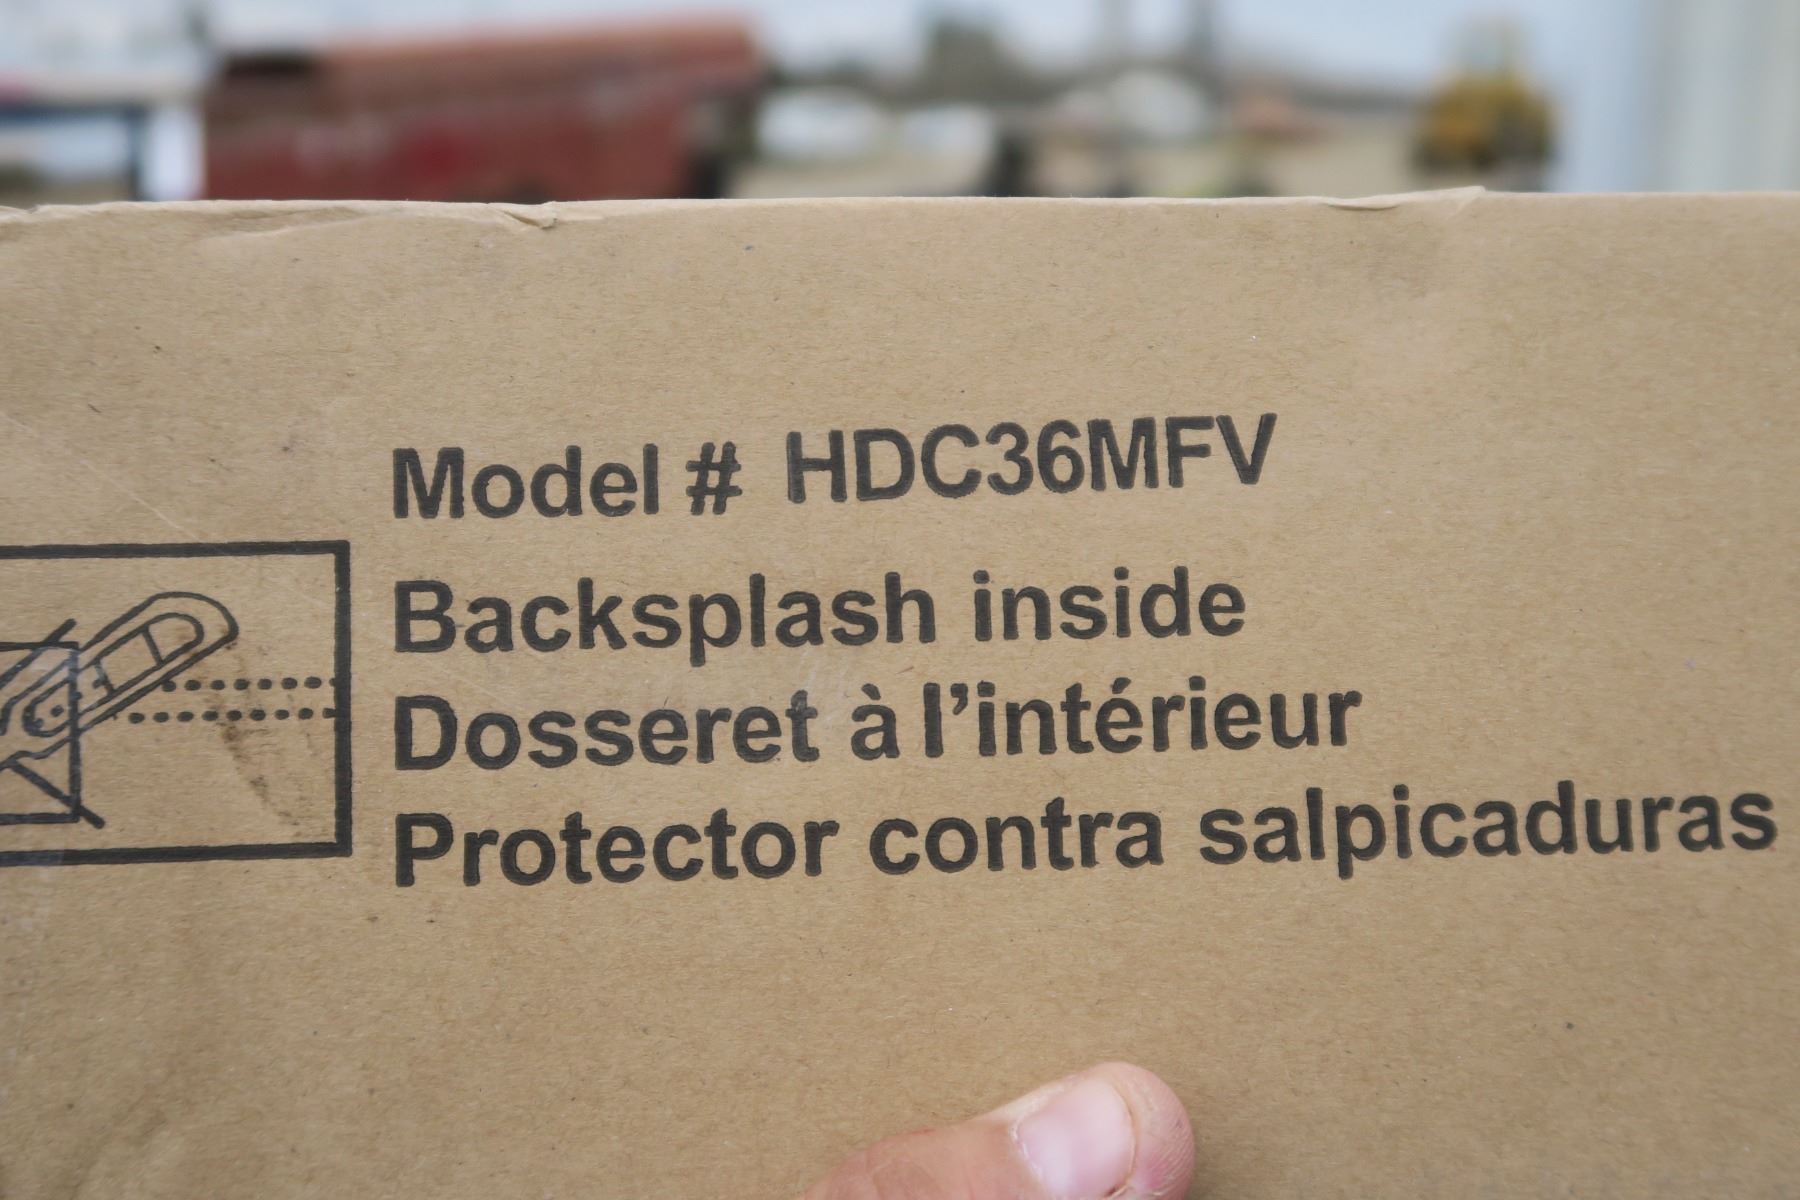 Model # HDC36MFV
Backsplash inside
Dosseret à l'intérieur
Protector contra salpicaduras